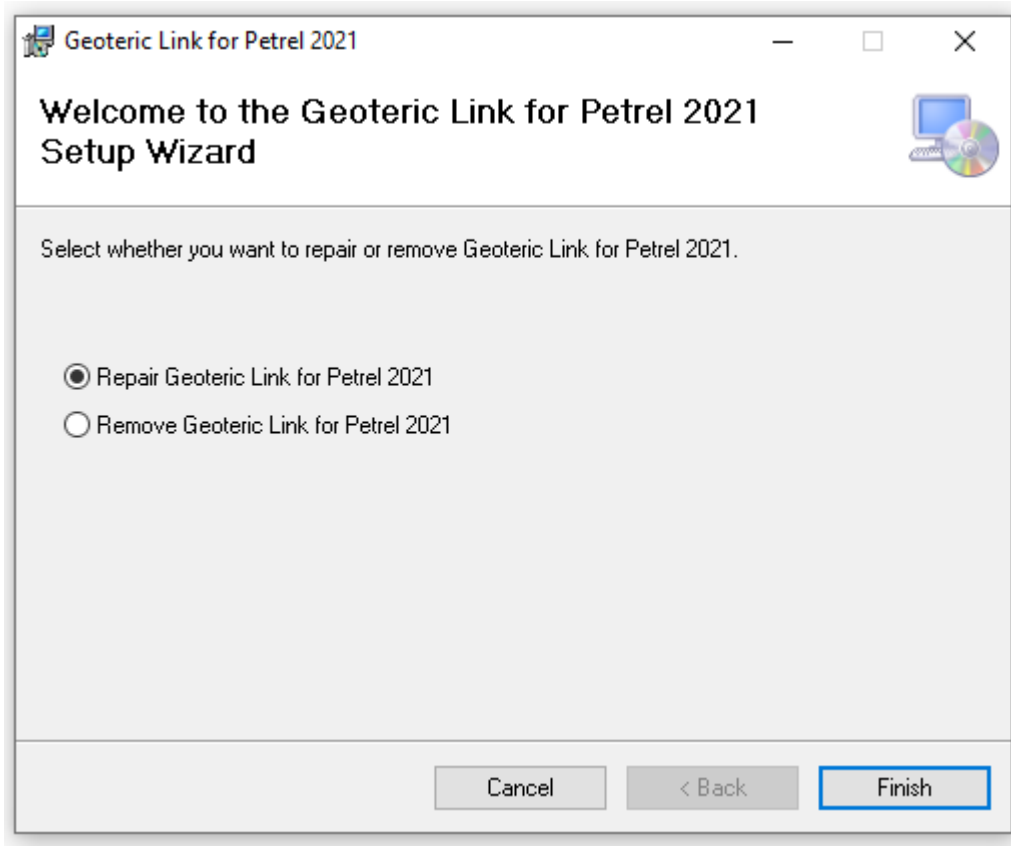 Geoteric Link for Petrel 2021
Welcome to the Geoteric Link for Petrel 2021
Setup Wizard
Select whether you want to repair or remove Geoteric Link for Petrel 2021.
Repair Geoteric Link for Petrel 2021
Remove Geoteric Link for Petrel 2021
Cancel
< Back
Finish